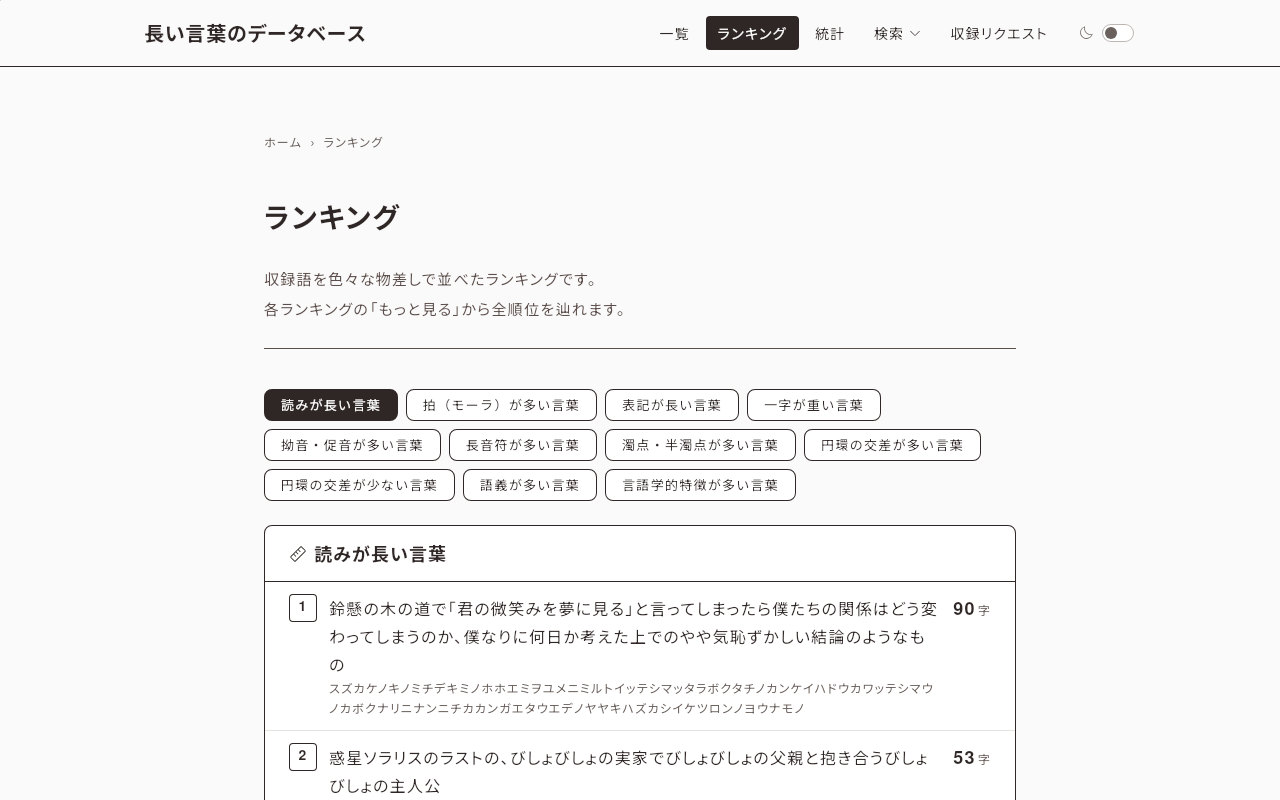 長い言葉のデータベース
一覧
ランキング
統計
検索
収録リクエスト
ホーム › ランキング
ランキング
収録語を色々な物差しで並べたランキングです。
各ランキングの「もっと見る」から全順位を辿れます。
読みが長い言葉
拍（モーラ）が多い言葉
表記が長い言葉
一字が重い言葉
拗音・促音が多い言葉
長音符が多い言葉
濁点・半濁点が多い言葉
円環の交差が多い言葉
円環の交差が少ない言葉
語義が多い言葉
言語学的特徴が多い言葉
読みが長い言葉
1
鈴懸の木の道で「君の微笑みを夢に見る」と言ってしまったら僕たちの関係はどう変
わってしまうのか、僕なりに何日か考えた上でのやや気恥ずかしい結論のようなも
の
90 字
スズカケノキノミチデキミノホホエミヲユメニミルトイッテシマッタラボクタチノカンケイハドウカワッテシマウ
ノカボクナリニナンニチカカンガエタウエデノヤヤキハズカシイケツロンノヨウナモノ
2
惑星ソラリスのラストの、びしょびしょの実家でびしょびしょの父親と抱き合うびしょ
びしょの主人公
53 字